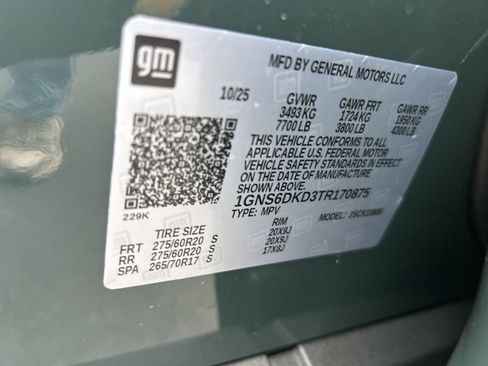 gm
MFD BY GENERAL MOTORS LLC
10/25 GVWR GAWR FRT GAWR RR
3493 KG 1724 KG 1950 KG
7700 LB 3800 LB 4300 LB
THIS VEHICLE CONFORMS TO ALL
APPLICABLE U.S. FEDERAL MOTOR
VEHICLE SAFETY STANDARDS IN EFFECT
ON THE DATE OF MANUFACTURE
SHOWN ABOVE.
1GNS6DKD3TR170875
229K TYPE: MPV MODEL:
TIRE SIZE RIM
FRT 275/60R20 S 20X9J
RR 275/60R20 S 20X9J
SPA 265/70R17 S 17X8J